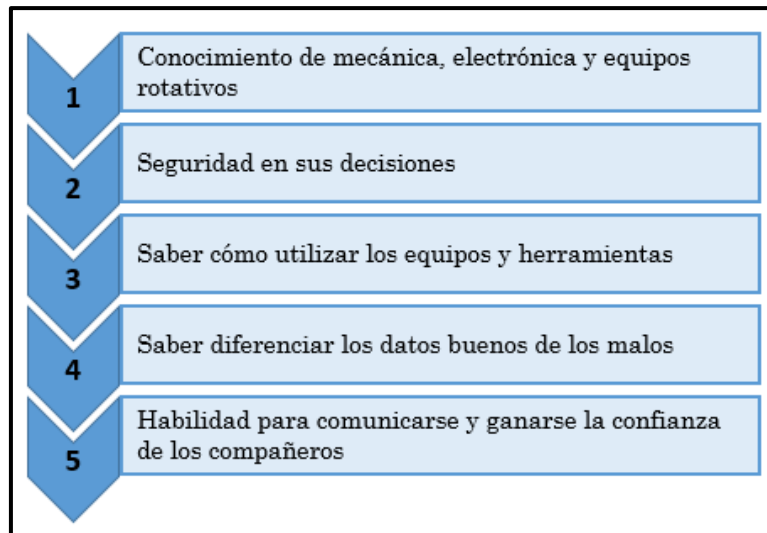 1
Conocimiento de mecánica, electrónica y equipos
rotativos
2
Seguridad en sus decisiones
3
Saber cómo utilizar los equipos y herramientas
4
Saber diferenciar los datos buenos de los malos
5
Habilidad para comunicarse y ganarse la confianza
de los compañeros